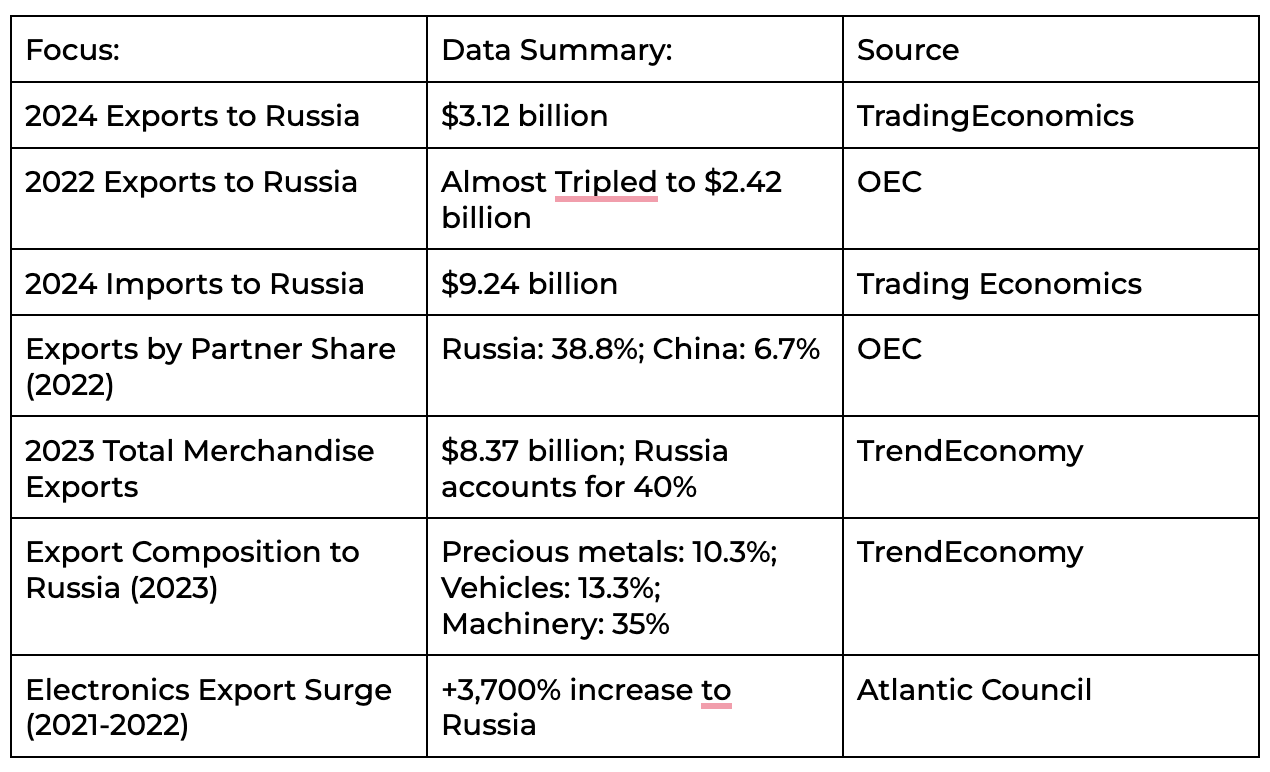 Focus:
Data Summary:
Source
2024 Exports to Russia
$3.12 billion
TradingEconomics
2022 Exports to Russia
Almost Tripled to $2.42
billion
OEC
2024 Imports to Russia
$9.24 billion
Trading Economics
Exports by Partner Share
(2022)
Russia: 38.8%; China: 6.7%
OEC
2023 Total Merchandise
Exports
$8.37 billion; Russia
accounts for 40%
TrendEconomy
Export Composition to
Russia (2023)
Precious metals: 10.3%;
Vehicles: 13.3%;
Machinery: 35%
TrendEconomy
Electronics Export Surge
(2021-2022)
+3,700% increase to
Russia
Atlantic Council